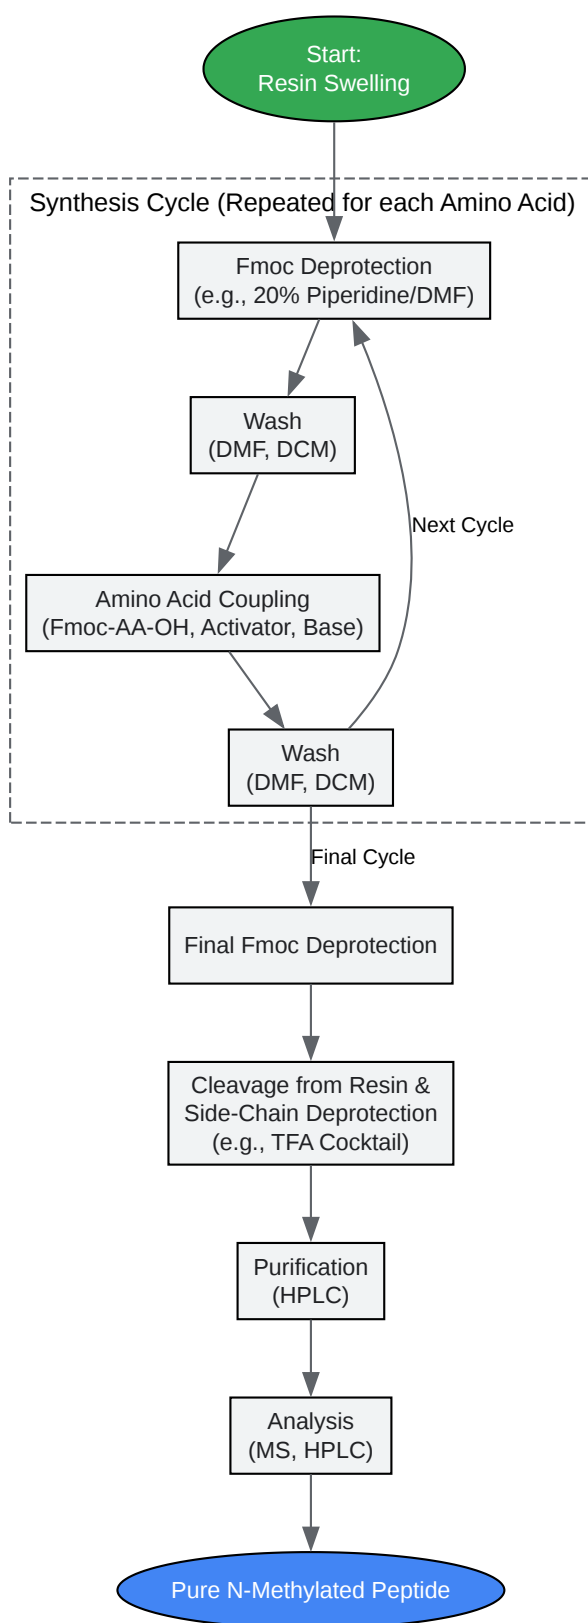 Start:
Resin Swelling
Synthesis Cycle (Repeated for each Amino Acid)
Fmoc Deprotection
(e.g., 20% Piperidine/DMF)
Wash
(DMF, DCM)
Next Cycle
Amino Acid Coupling
(Fmoc-AA-OH, Activator, Base)
Wash
(DMF, DCM)
Final Cycle
Final Fmoc Deprotection
Cleavage from Resin &
Side-Chain Deprotection
(e.g., TFA Cocktail)
Purification
(HPLC)
Analysis
(MS, HPLC)
Pure N-Methylated Peptide